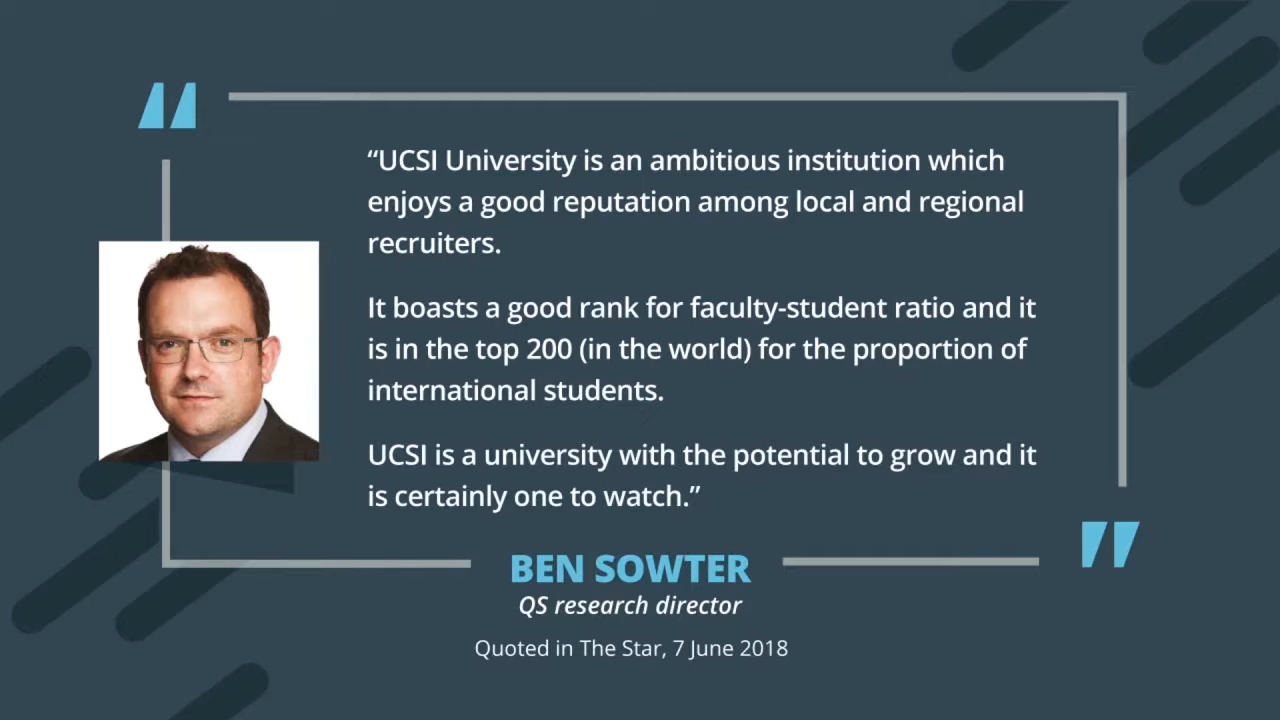 “UCSI University is an ambitious institution which
enjoys a good reputation among local and regional
recruiters.
It boasts a good rank for faculty-student ratio and it
is in the top 200 (in the world) for the proportion of
international students.
UCSI is a university with the potential to grow and it
is certainly one to watch.”
BEN SOWTER
QS research director
Quoted in The Star, 7 June 2018